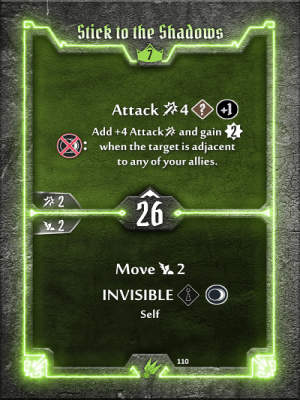 Stick to the Shadows
7
Attack 4 ? +1
: Add +4 Attack and gain 2
when the target is adjacent
to any of your allies.
2
26
2
Move 2
INVISIBLE
Self
110